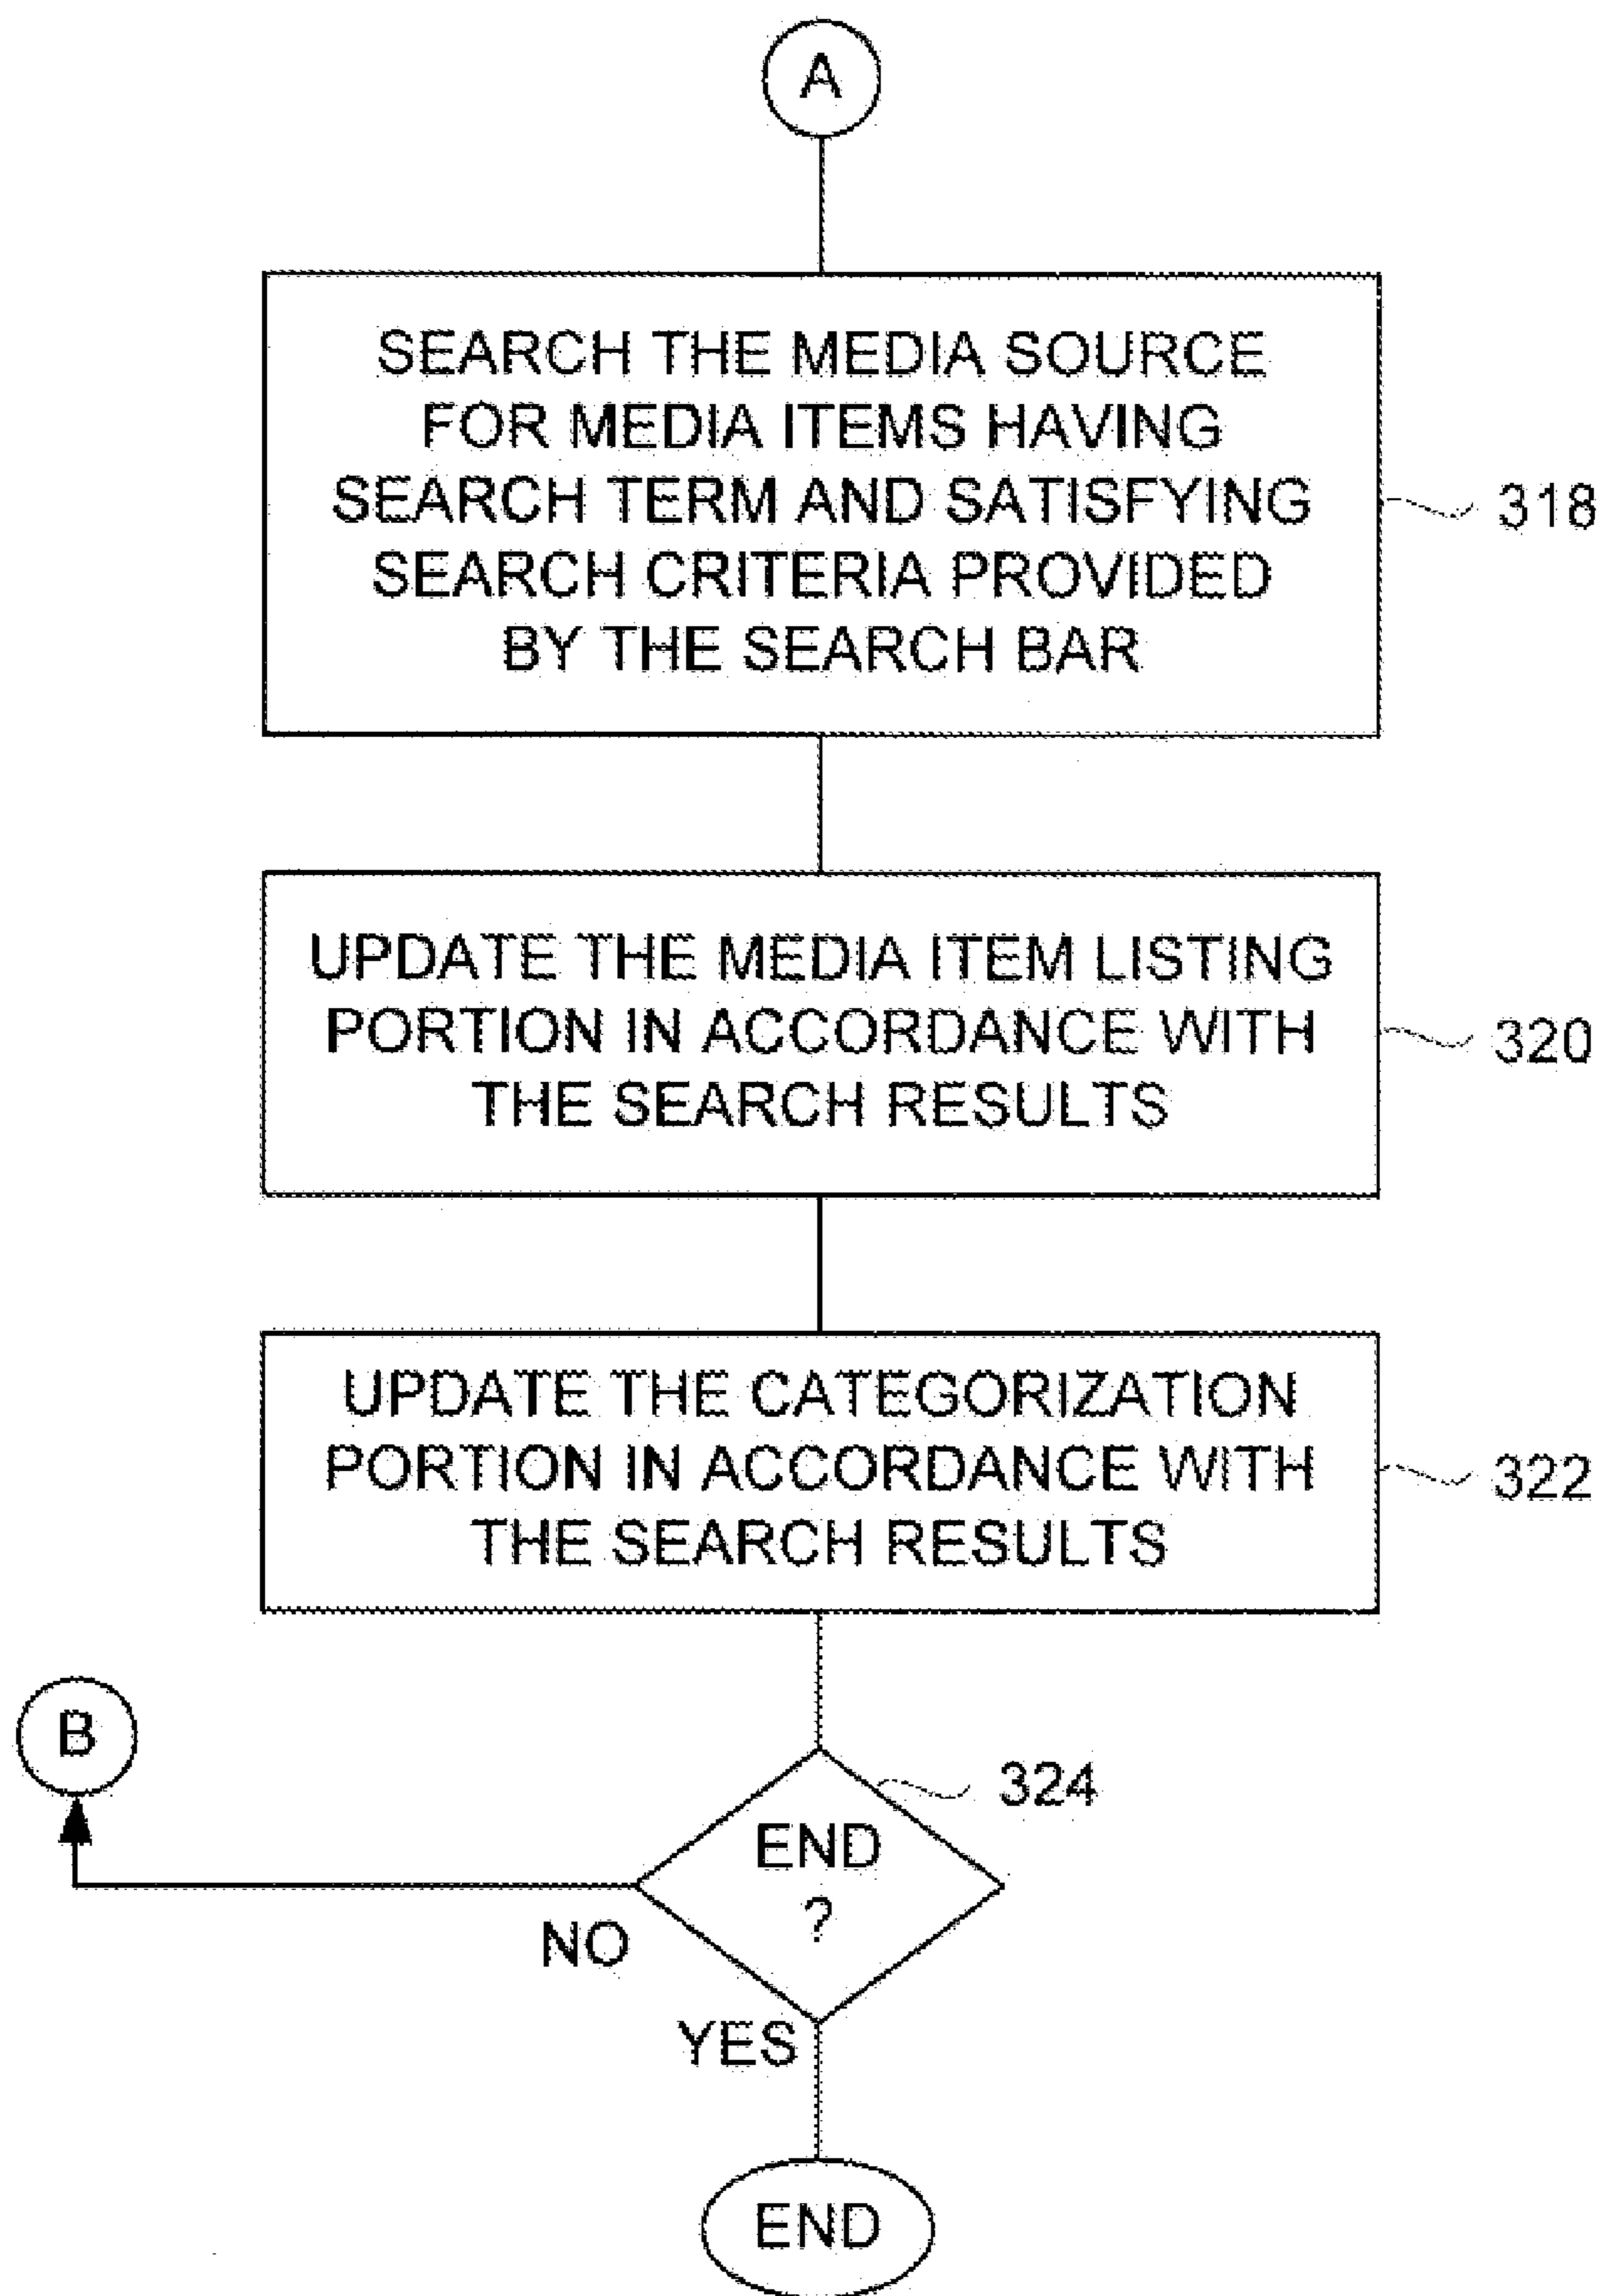 A
SEARCH THE MEDIA SOURCE
FOR MEDIA ITEMS HAVING
SEARCH TERM AND SATISFYING
SEARCH CRITERIA PROVIDED
BY THE SEARCH BAR
318
UPDATE THE MEDIA ITEM LISTING
PORTION IN ACCORDANCE WITH
THE SEARCH RESULTS
320
UPDATE THE CATEGORIZATION
PORTION IN ACCORDANCE WITH
THE SEARCH RESULTS
322
B
324
END
?
NO
YES
END